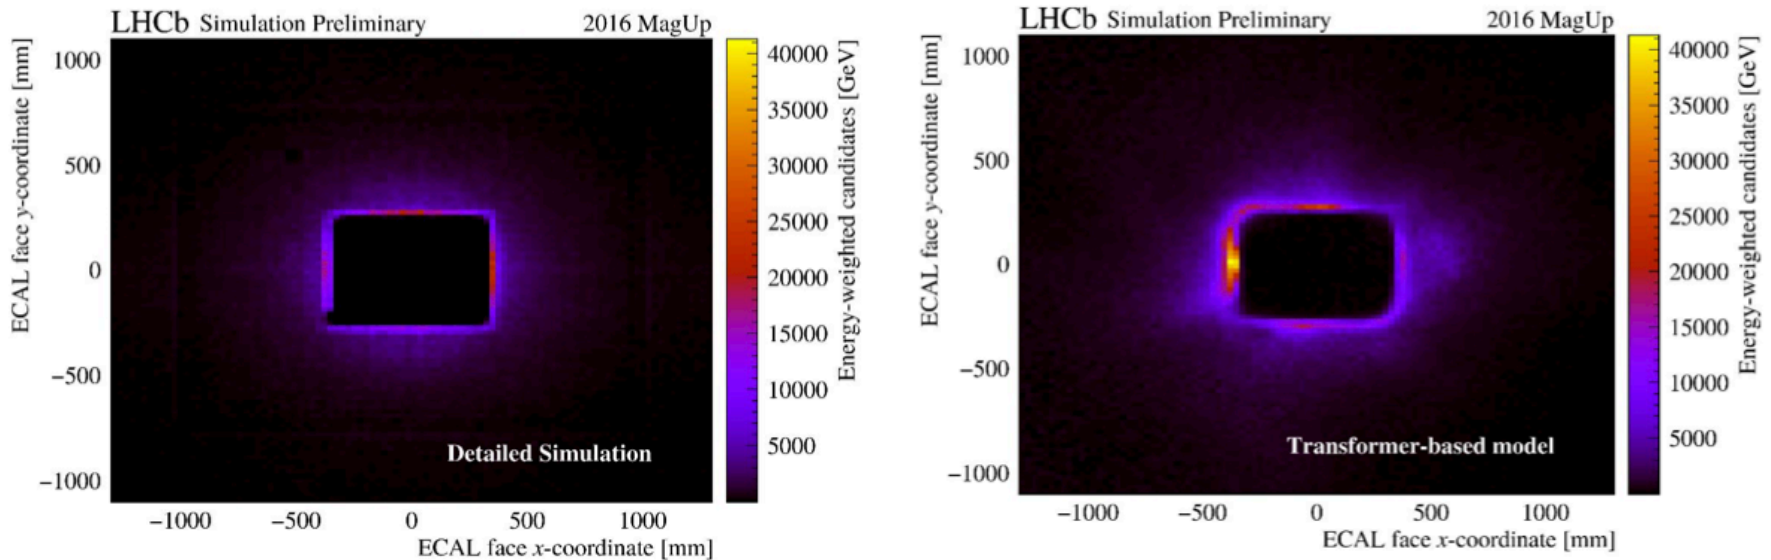 LHCb Simulation Preliminary 2016 MagUp
ECAL face y-coordinate [mm]
1000
500
0
−500
−1000
−1000 −500 0 500 1000
ECAL face x-coordinate [mm]
Detailed Simulation
40000
35000
30000
25000
20000
15000
10000
5000
Energy-weighted candidates [GeV]
LHCb Simulation Preliminary 2016 MagUp
ECAL face y-coordinate [mm]
1000
500
0
−500
−1000
−1000 −500 0 500 1000
ECAL face x-coordinate [mm]
Transformer-based model
40000
35000
30000
25000
20000
15000
10000
5000
Energy-weighted candidates [GeV]